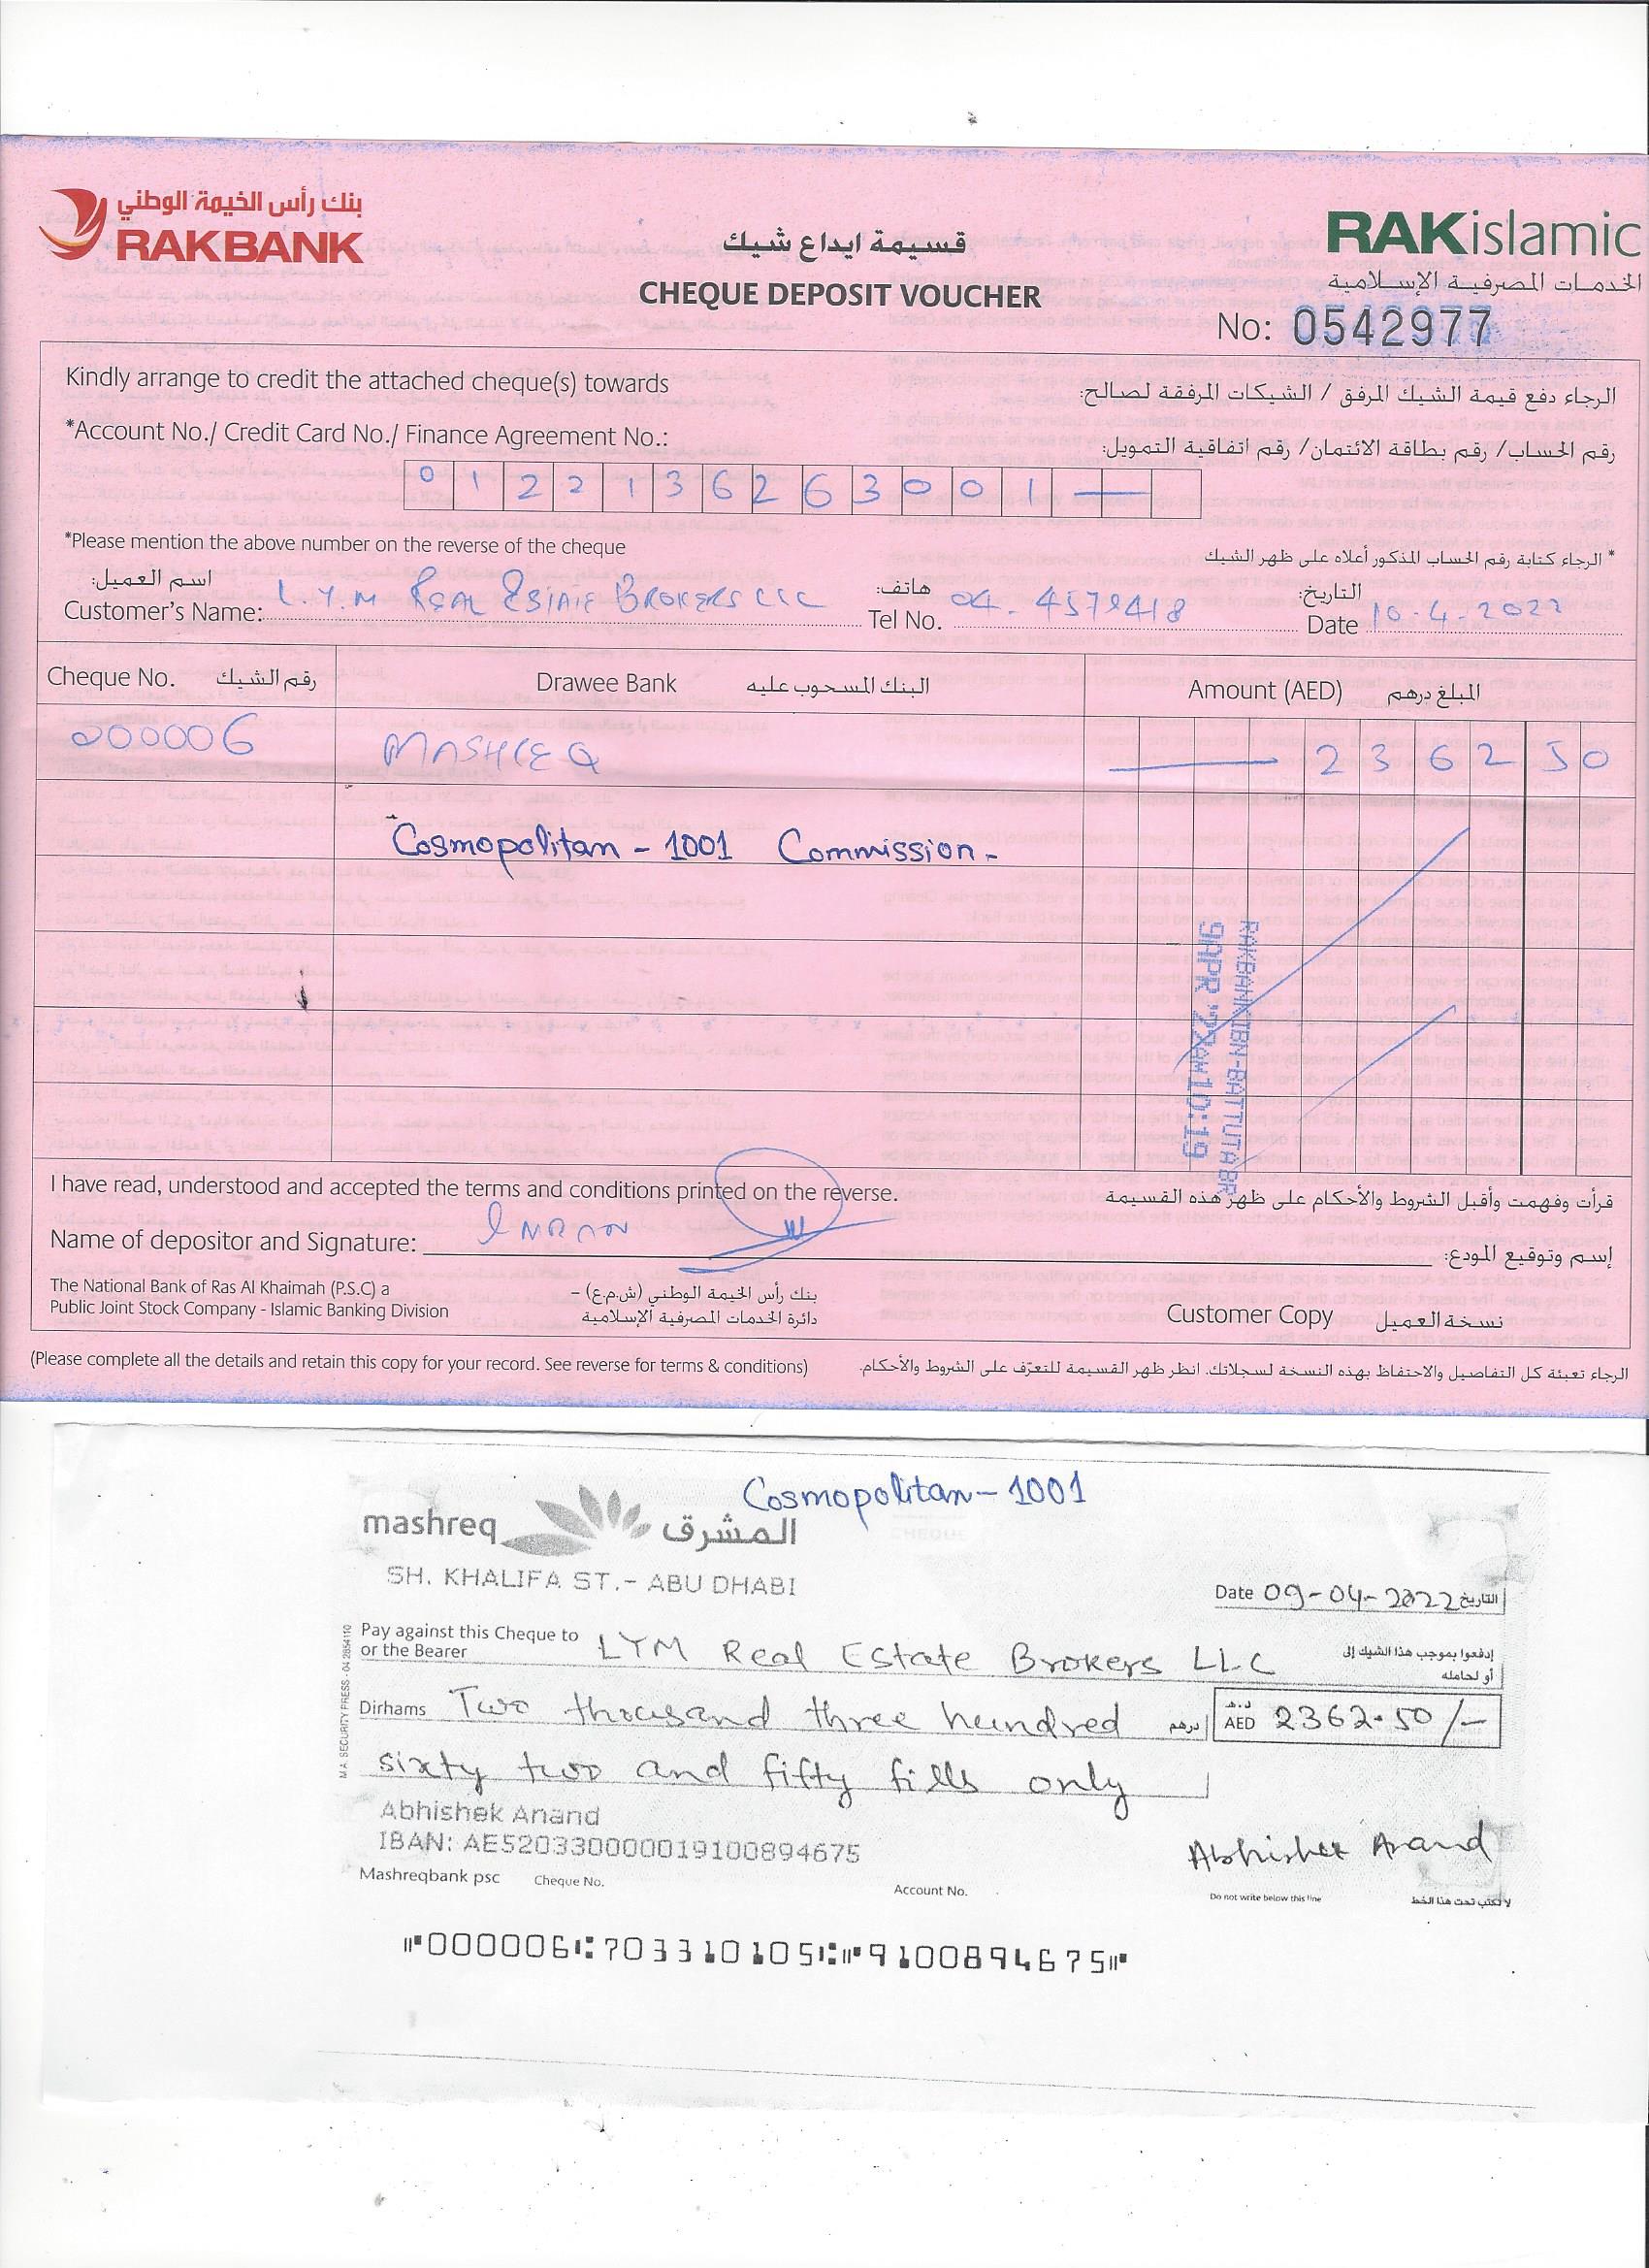 بنك رأس الخيمة الوطني
RAKBANK
قسيمة ايداع شيك
CHEQUE DEPOSIT VOUCHER
RAKislamic
الخدمات المصرفية الإسلامية
No: 0542977
Kindly arrange to credit the attached cheque(s) towards
الرجاء دفع قيمة الشيك المرفق / الشيكات المرفقة لصالح:
*Account No./ Credit Card No./ Finance Agreement No.:
رقم الحساب/ رقم بطاقة الائتمان/ رقم اتفاقية التمويل:
0 1 2 2 1 3 6 2 6 3 0 0 1 —
*Please mention the above number on the reverse of the cheque
* الرجاء كتابة رقم الحساب المذكور أعلاه على ظهر الشيك
اسم العميل:
Customer's Name: L.Y.M REAL ESTATE BROKERS LLC
هاتف:
Tel No. 04. 4579418
التاريخ:
Date 10-4-2022
Cheque No. رقم الشيك Drawee Bank البنك المسحوب عليه Amount (AED) المبلغ درهم
000006 MASHREQ — 2 3 6 2 50
Cosmopolitan - 1001 Commission -
RAKBANK IBN-BATTUTA BR
9APR '22AM10:19
I have read, understood and accepted the terms and conditions printed on the reverse.
قرأت وفهمت وأقبل الشروط والأحكام على ظهر هذه القسيمة
Name of depositor and Signature: IMRAN
إسم وتوقيع المودع:
The National Bank of Ras Al Khaimah (P.S.C) a
Public Joint Stock Company - Islamic Banking Division
بنك رأس الخيمة الوطني (ش.م.ع) –
دائرة الخدمات المصرفية الإسلامية
Customer Copy نسخة العميل
(Please complete all the details and retain this copy for your record. See reverse for terms & conditions)
الرجاء تعبئة كل التفاصيل والاحتفاظ بهذه النسخة لسجلاتك. انظر ظهر القسيمة للتعرّف على الشروط والأحكام.
Cosmopolitan - 1001
mashreq المشرق
SH. KHALIFA ST.- ABU DHABI
Date 09-04-2022 التاريخ
Pay against this Cheque to
or the Bearer
LYM Real Estate Brokers LLC
إدفعوا بموجب هذا الشيك إلى
أو لحامله
Dirhams Two thousand three hundred درهم
د.هـ
AED 2362.50/-
sixty two and fifty fills only
Abhishek Anand
IBAN: AE520330000019100894675
Abhishek Anand
Mashreqbank psc Cheque No. Account No.
Do not write below this line
لا تكتب تحت هذا الخط
M.A. SECURITY PRESS - 04 2854110
⑈000006⑆703310105⑆⑈9100894675⑈